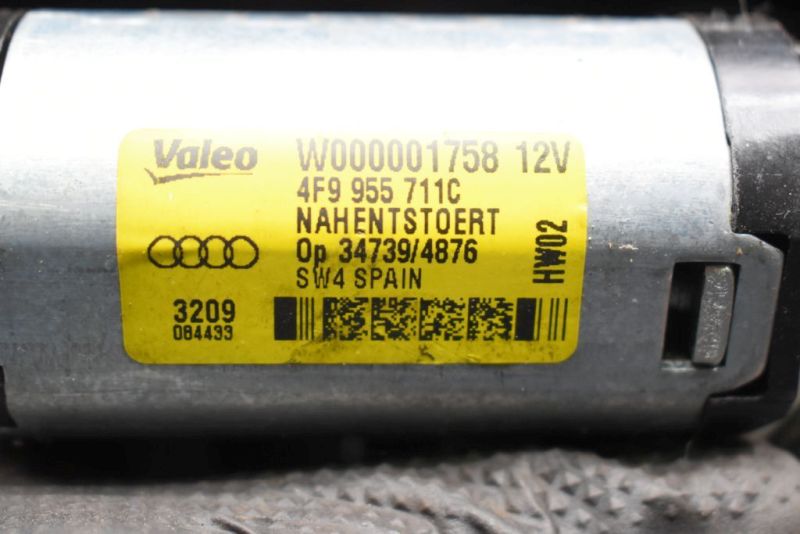 Valeo W000001758 12V
4F9 955 711C
NAHENTSTOERT
Op 34739/4876
SW4 SPAIN
HW02
3209
084433